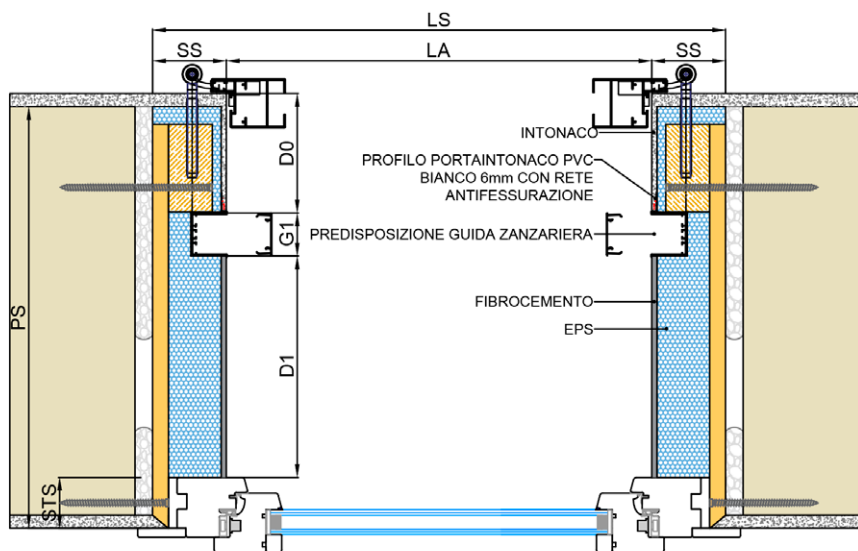 LS
SS
LA
SS
D0
INTONACO
PROFILO PORTAINTONACO PVC
BIANCO 6mm CON RETE
ANTIFESSURAZIONE
G1
PREDISPOSIZIONE GUIDA ZANZARIERA
PS
FIBROCEMENTO
EPS
D1
STS